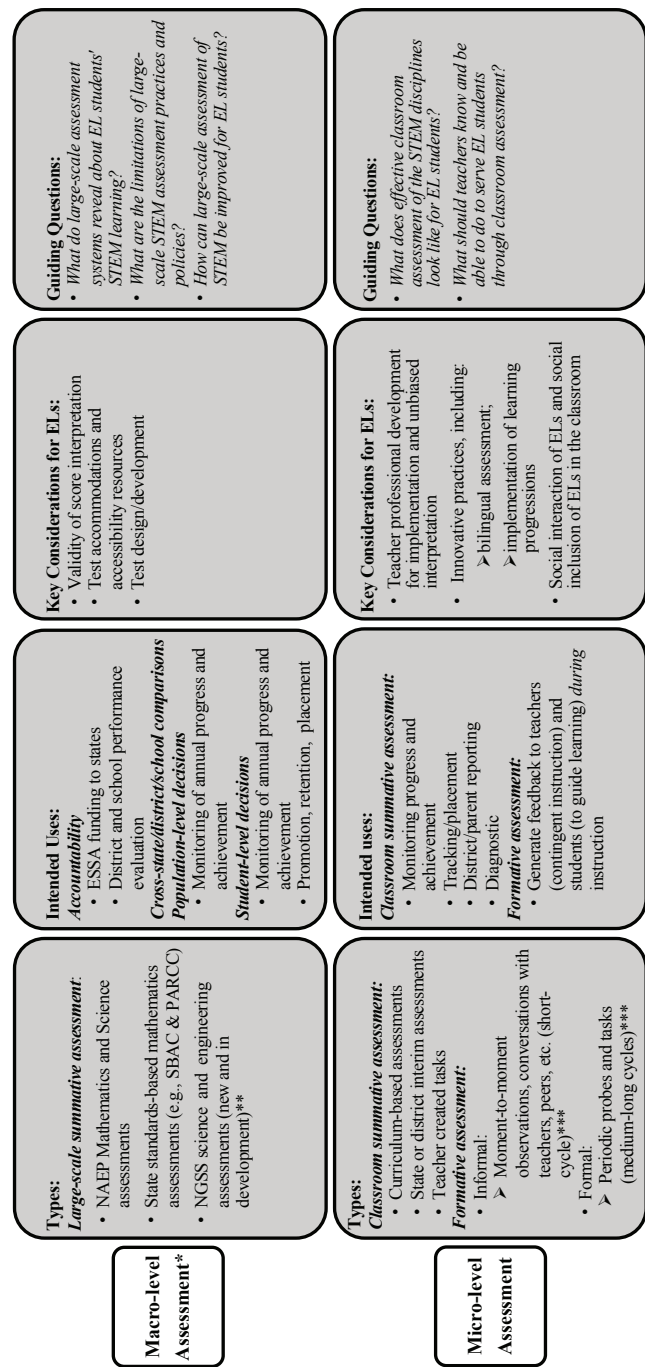 Macro-level
Assessment*
Types:
Large-scale summative assessment:
• NAEP Mathematics and Science
assessments
• State standards-based mathematics
assessments (e.g., SBAC & PARCC)
• NGSS science and engineering
assessments (new and in
development)**
Intended Uses:
Accountability
• ESSA funding to states
• District and school performance
evaluation
Cross-state/district/school comparisons
Population-level decisions
• Monitoring of annual progress and
achievement
Student-level decisions
• Monitoring of annual progress and
achievement
• Promotion, retention, placement
Key Considerations for ELs:
• Validity of score interpretation
• Test accommodations and
accessibility resources
• Test design/development
Guiding Questions:
• What do large-scale assessment
systems reveal about EL students'
STEM learning?
• What are the limitations of large-
scale STEM assessment practices and
policies?
• How can large-scale assessment of
STEM be improved for EL students?
Micro-level
Assessment
Types:
Classroom summative assessment:
• Curriculum-based assessments
• State or district interim assessments
• Teacher created tasks
Formative assessment:
• Informal:
➢ Moment-to-moment
observations, conversations with
teachers, peers, etc. (short-
cycle)***
• Formal:
➢ Periodic probes and tasks
(medium-long cycles)***
Intended uses:
Classroom summative assessment:
• Monitoring progress and
achievement
• Tracking/placement
• District/parent reporting
• Diagnostic
Formative assessment:
• Generate feedback to teachers
(contingent instruction) and
students (to guide learning) during
instruction
Key Considerations for ELs:
• Teacher professional development
for implementation and unbiased
interpretation
• Innovative practices, including:
➢ bilingual assessment;
➢ implementation of learning
progressions
• Social interaction of ELs and social
inclusion of ELs in the classroom
Guiding Questions:
• What does effective classroom
assessment of the STEM disciplines
look like for EL students?
• What should teachers know and be
able to do to serve EL students
through classroom assessment?